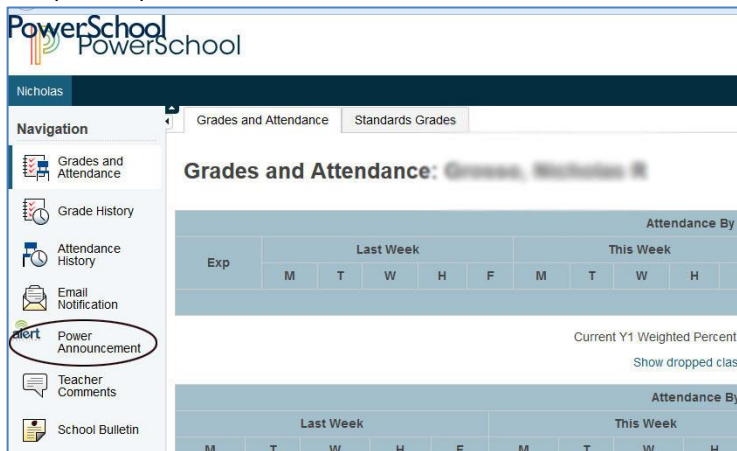 PowerSchool
PowerSchool
Nicholas
Navigation
Grades and Attendance
Standards Grades
Grades and
Attendance
Grades and Attendance:
Grade History
Attendance By
Exp
Last Week
This Week
M T W H F M T W H
Attendance
History
Email
Notification
alert
Power
Announcement
Current Y1 Weighted Percent
Show dropped clas
Teacher
Comments
Attendance By
Last Week
This Week
School Bulletin
M T W H F M T W H